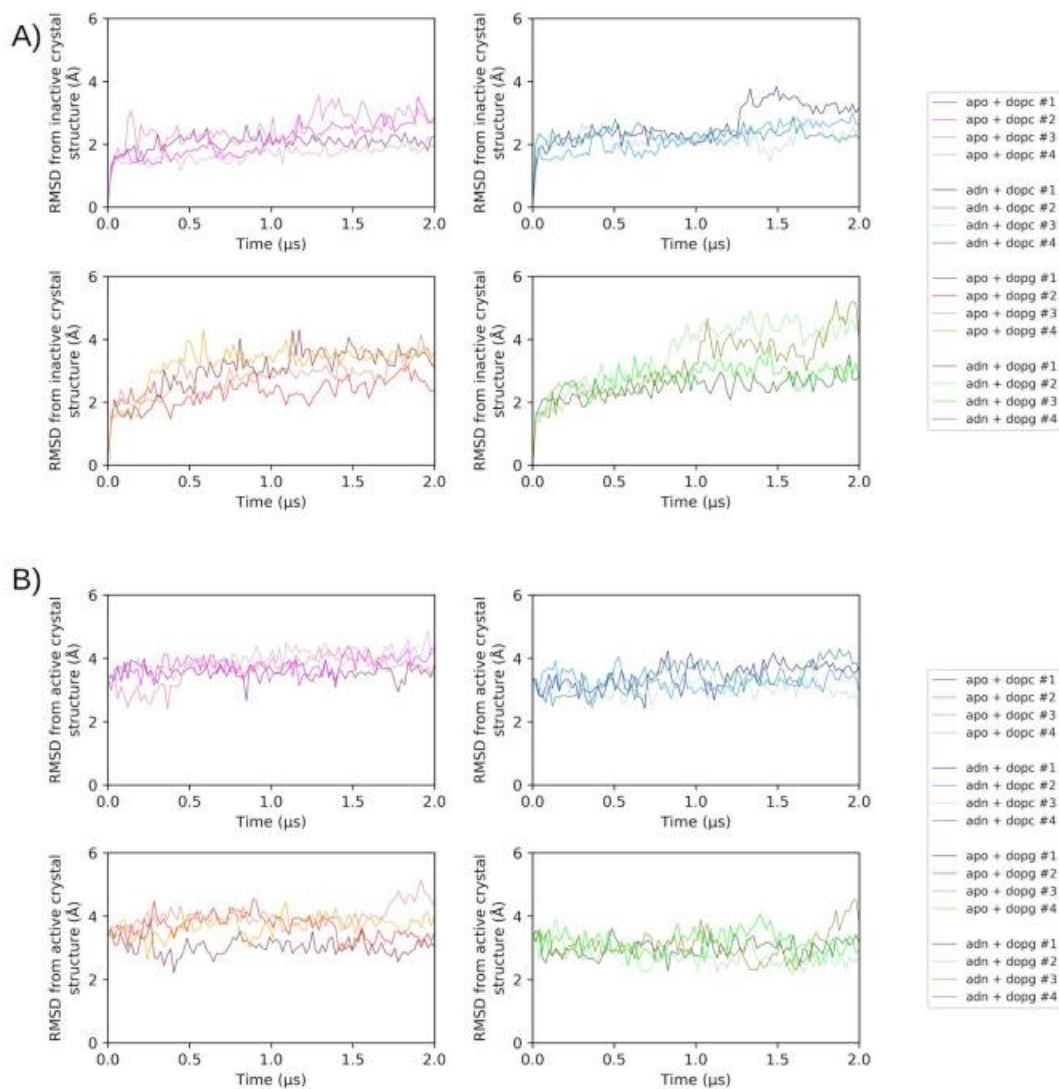 A)
RMSD from inactive crystal
structure (Å)
6
4
2
0
0.0 0.5 1.0 1.5 2.0
Time (μs)
RMSD from inactive crystal
structure (Å)
6
4
2
0
0.0 0.5 1.0 1.5 2.0
Time (μs)
RMSD from inactive crystal
structure (Å)
6
4
2
0
0.0 0.5 1.0 1.5 2.0
Time (μs)
RMSD from inactive crystal
structure (Å)
6
4
2
0
0.0 0.5 1.0 1.5 2.0
Time (μs)
apo + dopc #1
apo + dopc #2
apo + dopc #3
apo + dopc #4
adn + dopc #1
adn + dopc #2
adn + dopc #3
adn + dopc #4
apo + dopg #1
apo + dopg #2
apo + dopg #3
apo + dopg #4
adn + dopg #1
adn + dopg #2
adn + dopg #3
adn + dopg #4
B)
RMSD from active crystal
structure (Å)
6
4
2
0
0.0 0.5 1.0 1.5 2.0
Time (μs)
RMSD from active crystal
structure (Å)
6
4
2
0
0.0 0.5 1.0 1.5 2.0
Time (μs)
RMSD from active crystal
structure (Å)
6
4
2
0
0.0 0.5 1.0 1.5 2.0
Time (μs)
RMSD from active crystal
structure (Å)
6
4
2
0
0.0 0.5 1.0 1.5 2.0
Time (μs)
apo + dopc #1
apo + dopc #2
apo + dopc #3
apo + dopc #4
adn + dopc #1
adn + dopc #2
adn + dopc #3
adn + dopc #4
apo + dopg #1
apo + dopg #2
apo + dopg #3
apo + dopg #4
adn + dopg #1
adn + dopg #2
adn + dopg #3
adn + dopg #4